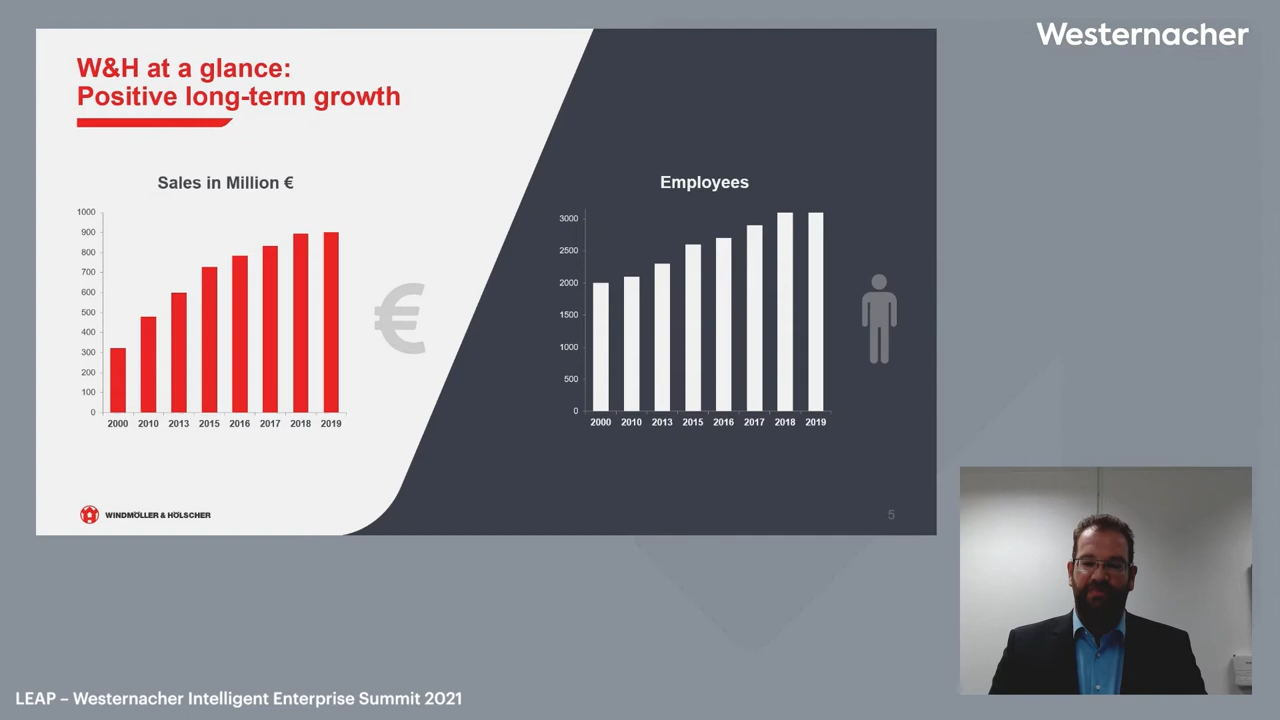 Westernacher
W&H at a glance:
Positive long-term growth
Sales in Million €
1000
900
800
700
600
500
400
300
200
100
0
2000 2010 2013 2015 2016 2017 2018 2019
€
Employees
3000
2500
2000
1500
1000
500
0
2000 2010 2013 2015 2016 2017 2018 2019
WINDMÖLLER & HÖLSCHER
5
LEAP – Westernacher Intelligent Enterprise Summit 2021